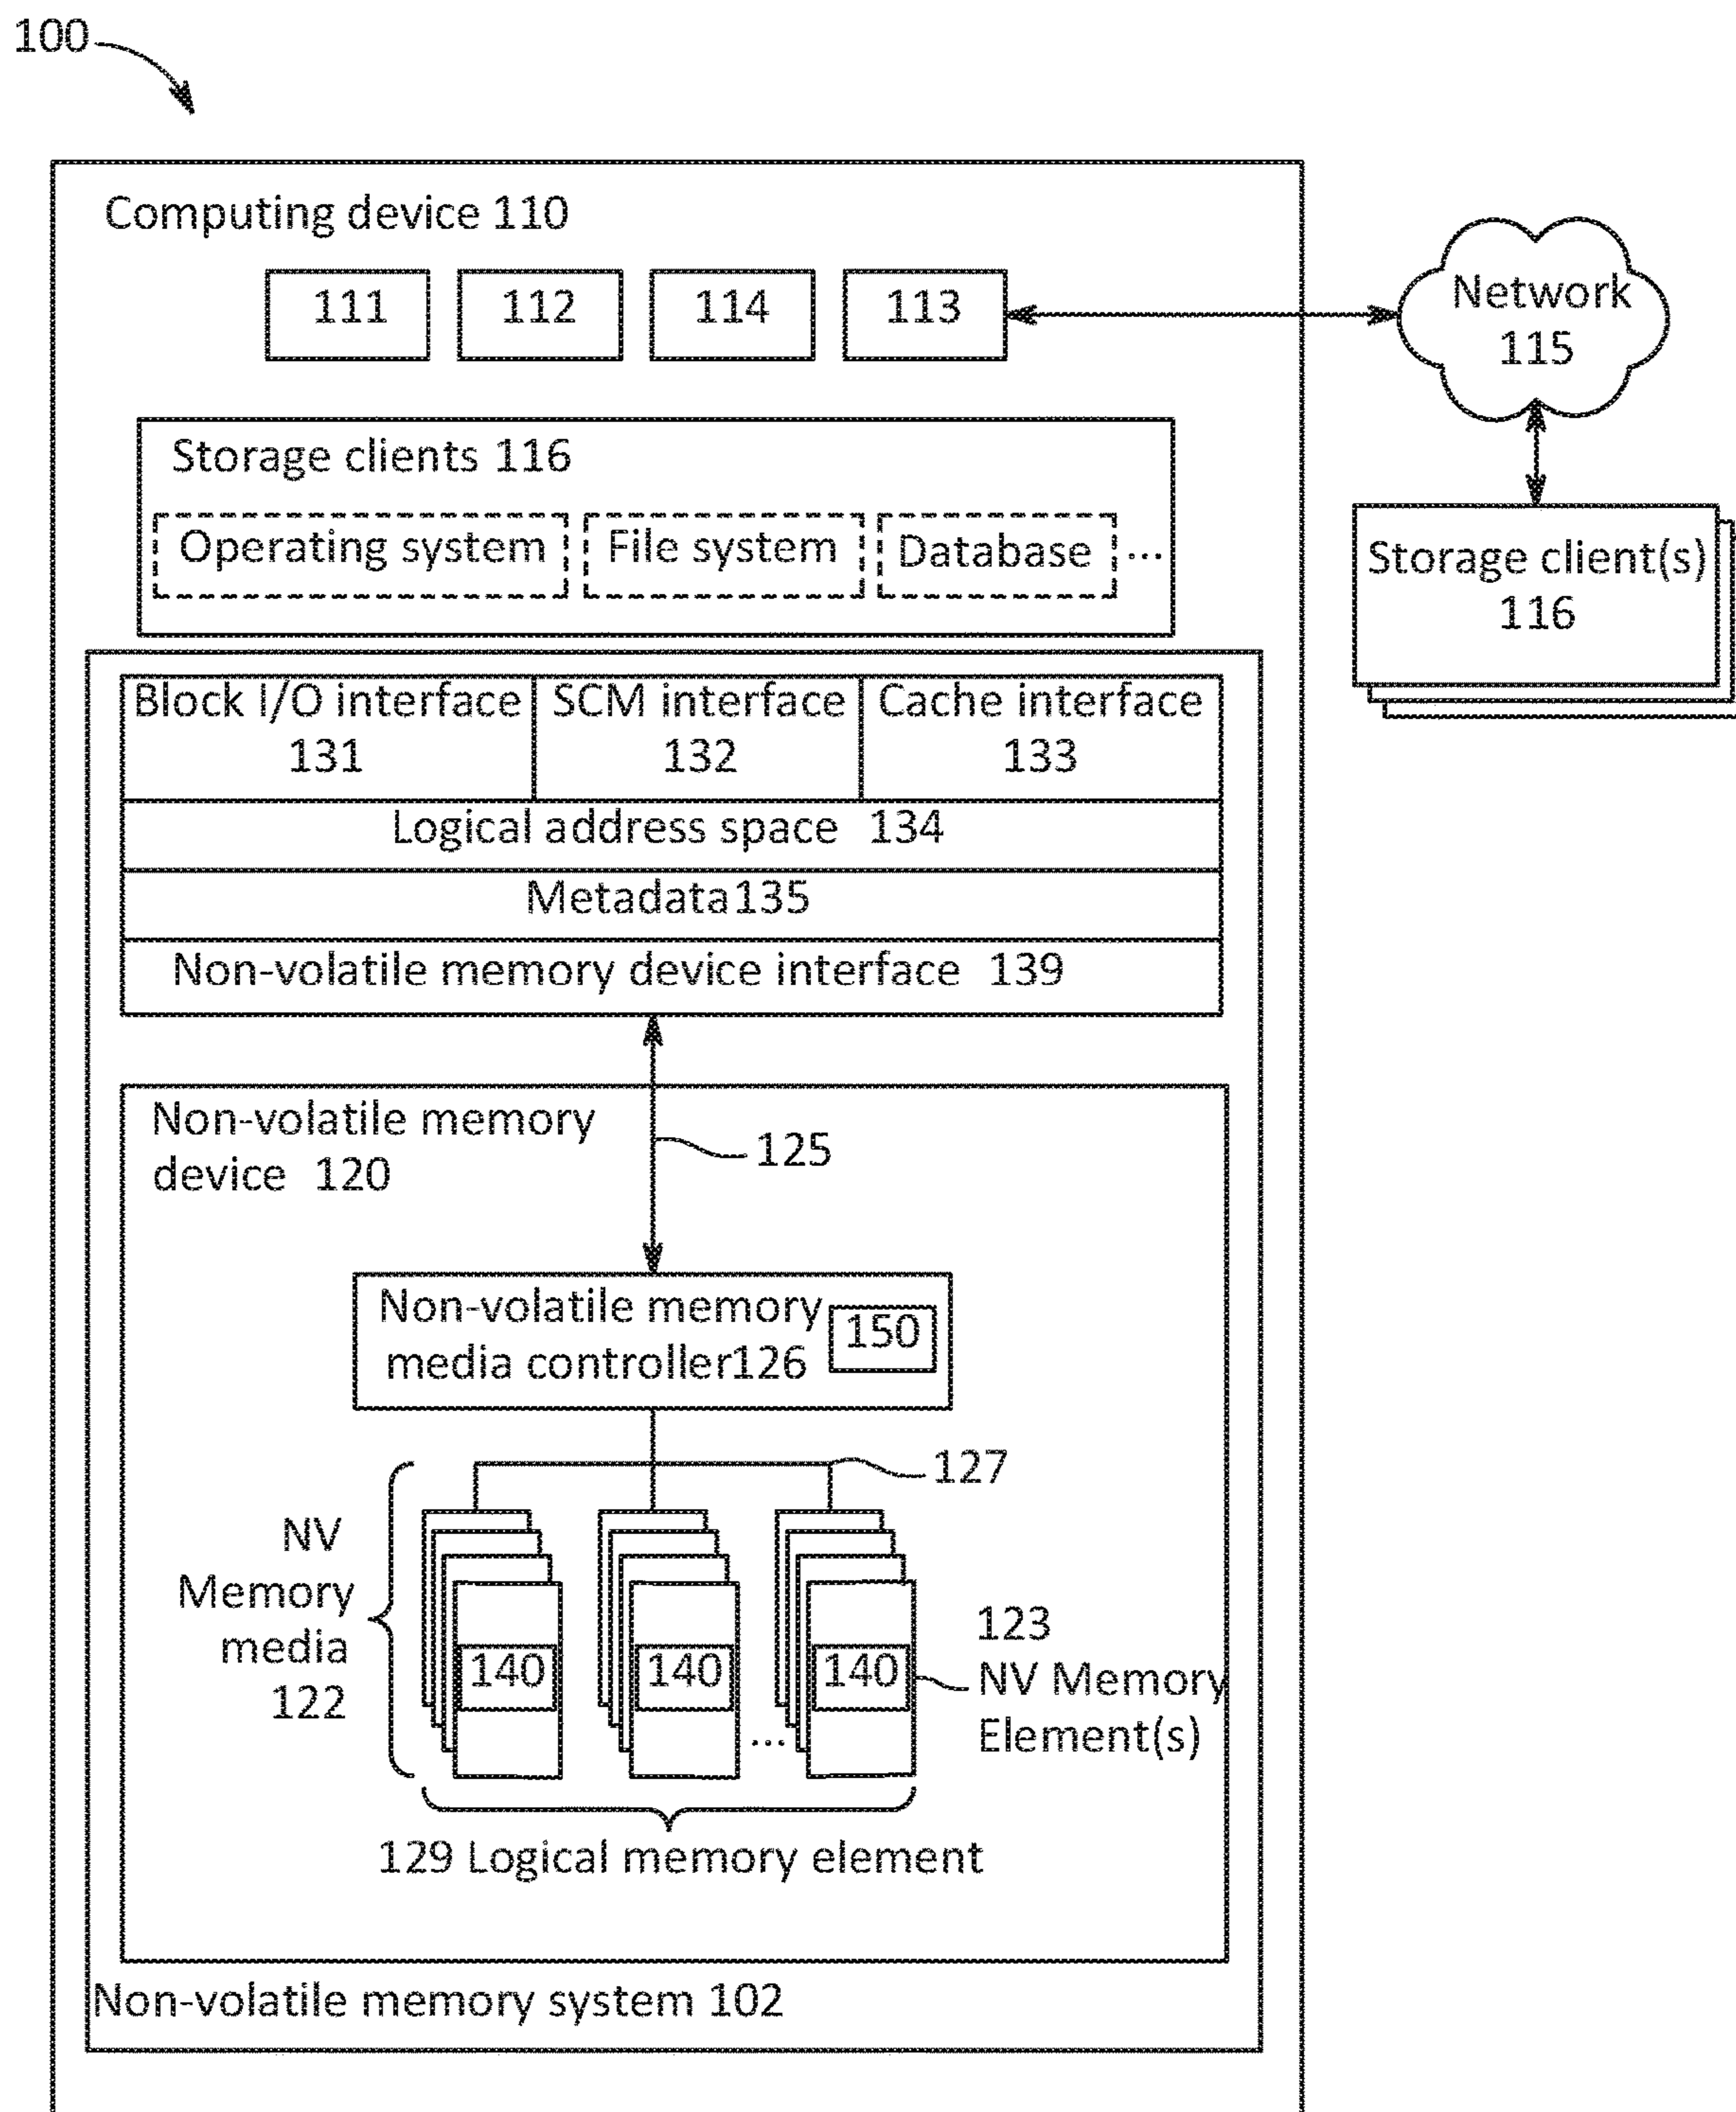 100
Computing device 110
111
112
114
113
Network
115
Storage clients 116
Operating system
File system
Database
...
Storage client(s)
116
Block I/O interface
131
SCM interface
132
Cache interface
133
Logical address space 134
Metadata135
Non-volatile memory device interface 139
Non-volatile memory
device 120
125
Non-volatile memory
media controller126
150
127
NV
Memory
media
122
140
140
140
...
123
NV Memory
Element(s)
129 Logical memory element
Non-volatile memory system 102